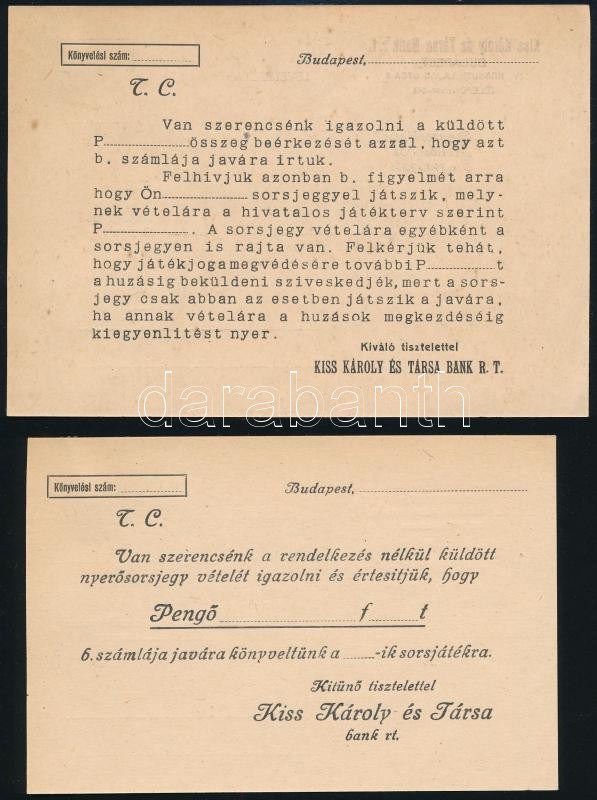 Könyvelési szám:
Budapest,
T. C.
Van szerencsénk igazolni a küldött
P. összeg beérkezését azzal, hogy azt
b. számlája javára irtuk.
Felhivjuk azonban b. figyelmét arra
hogy Ön sorsjeggyel játszik, mely-
nek vételára a hivatalos játékterv szerint
P. . A sorsjegy vételára egyébként a
sorsjegyen is rajta van. Felkérjük tehát,
hogy játékjoga megvédésére további P. t
a huzásig beküldeni sziveskedjék, mert a sors-
jegy csak abban az esetben játszik a javára,
ha annak vételára a huzások megkezdéséig
kiegyenlitést nyer.
Kiváló tisztelettel
KISS KÁROLY ÉS TÁRSA BANK R. T.
darabanth
Könyvelési szám:
Budapest,
T. C.
Van szerencsénk a rendelkezés nélkül küldött
nyerősorsjegy vételét igazolni és értesitjük, hogy
Pengő f t
6. számlája javára könyveltünk a -ik sorsjátékra.
Kitünő tisztelettel
Kiss Károly és Társa
bank rt.